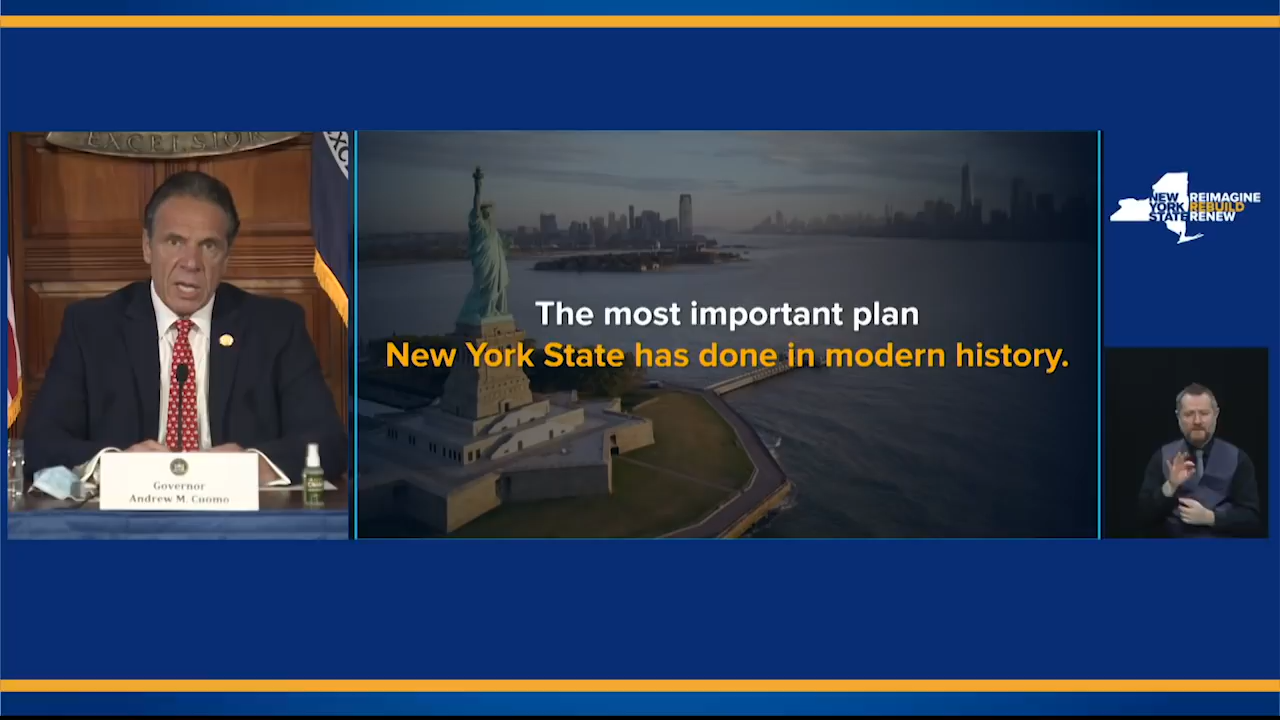 EXCELSIOR
EXC
Governor
Andrew M. Cuomo
The most important plan
New York State has done in modern history.
NEW YORK STATE
REIMAGINE
REBUILD
RENEW